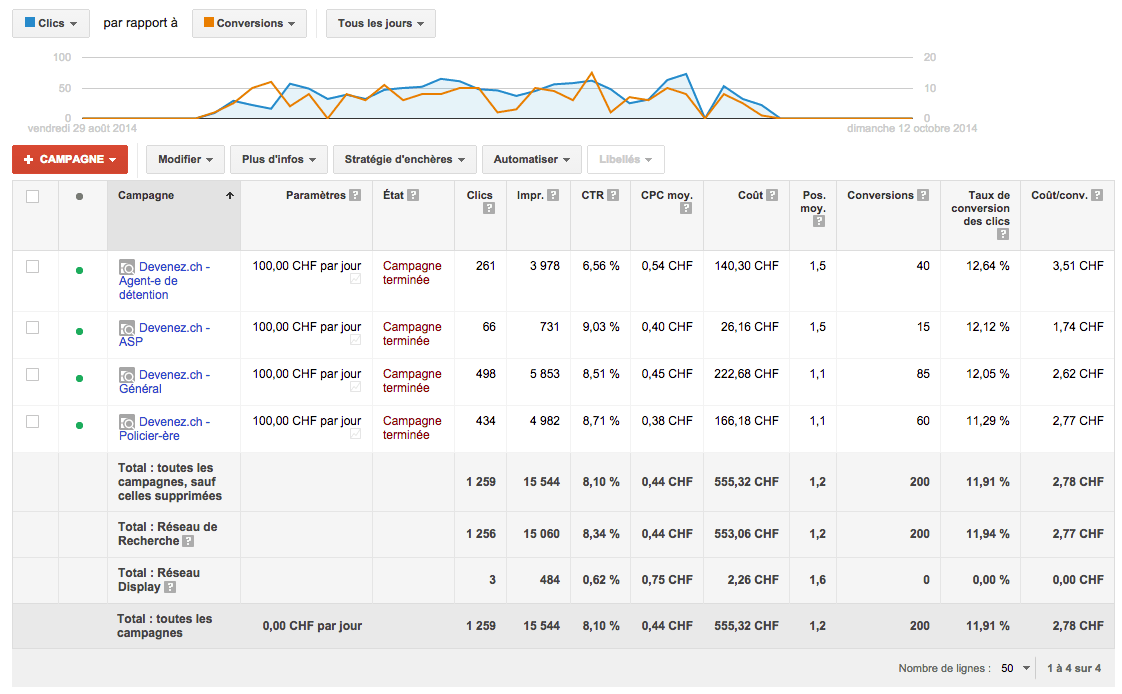 Clics par rapport à Conversions Tous les jours
100 20
50 10
0 0
vendredi 29 août 2014 dimanche 12 octobre 2014
+ CAMPAGNE Modifier Plus d'infos Stratégie d'enchères Automatiser Libellés
Campagne Paramètres ? État ? Clics ? Impr. ? CTR ? CPC moy. ? Coût ? Pos. moy. ? Conversions ? Taux de conversion des clics ? Coût/conv. ?
Devenez.ch - 100,00 CHF par jour Campagne 261 3 978 6,56 % 0,54 CHF 140,30 CHF 1,5 40 12,64 % 3,51 CHF
Agent-e de terminée
détention
Devenez.ch - 100,00 CHF par jour Campagne 66 731 9,03 % 0,40 CHF 26,16 CHF 1,5 15 12,12 % 1,74 CHF
ASP terminée
Devenez.ch - 100,00 CHF par jour Campagne 498 5 853 8,51 % 0,45 CHF 222,68 CHF 1,1 85 12,05 % 2,62 CHF
Général terminée
Devenez.ch - 100,00 CHF par jour Campagne 434 4 982 8,71 % 0,38 CHF 166,18 CHF 1,1 60 11,29 % 2,77 CHF
Policier-ère terminée
Total : toutes les
campagnes, sauf 1 259 15 544 8,10 % 0,44 CHF 555,32 CHF 1,2 200 11,91 % 2,78 CHF
celles supprimées
Total : Réseau de 1 256 15 060 8,34 % 0,44 CHF 553,06 CHF 1,2 200 11,94 % 2,77 CHF
Recherche ?
Total : Réseau 3 484 0,62 % 0,75 CHF 2,26 CHF 1,6 0 0,00 % 0,00 CHF
Display ?
Total : toutes les 0,00 CHF par jour 1 259 15 544 8,10 % 0,44 CHF 555,32 CHF 1,2 200 11,91 % 2,78 CHF
campagnes
Nombre de lignes : 50 1 à 4 sur 4